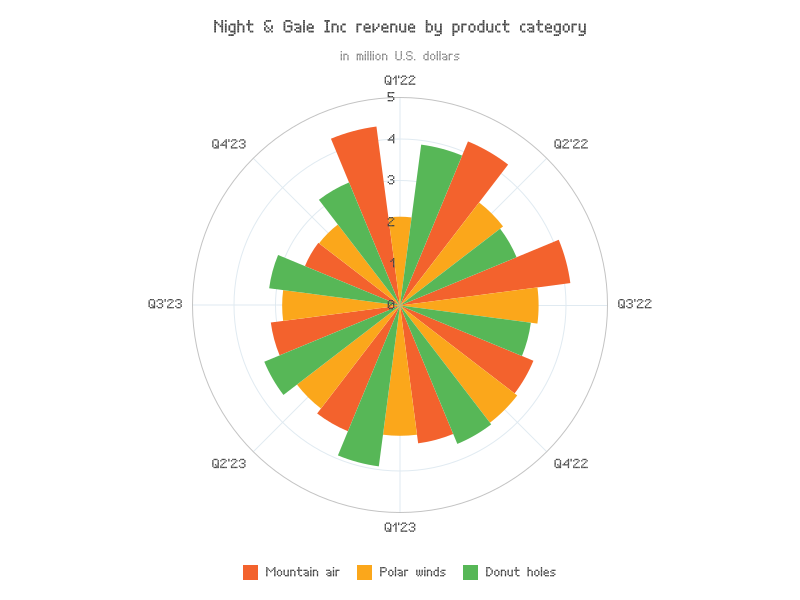 Night & Gale Inc revenue by product category
in million U.S. dollars
Q1'22
5
Q4'23
4
Q2'22
3
2
1
Q3'23
0
Q3'22
Q2'23
Q4'22
Q1'23
Mountain air
Polar winds
Donut holes